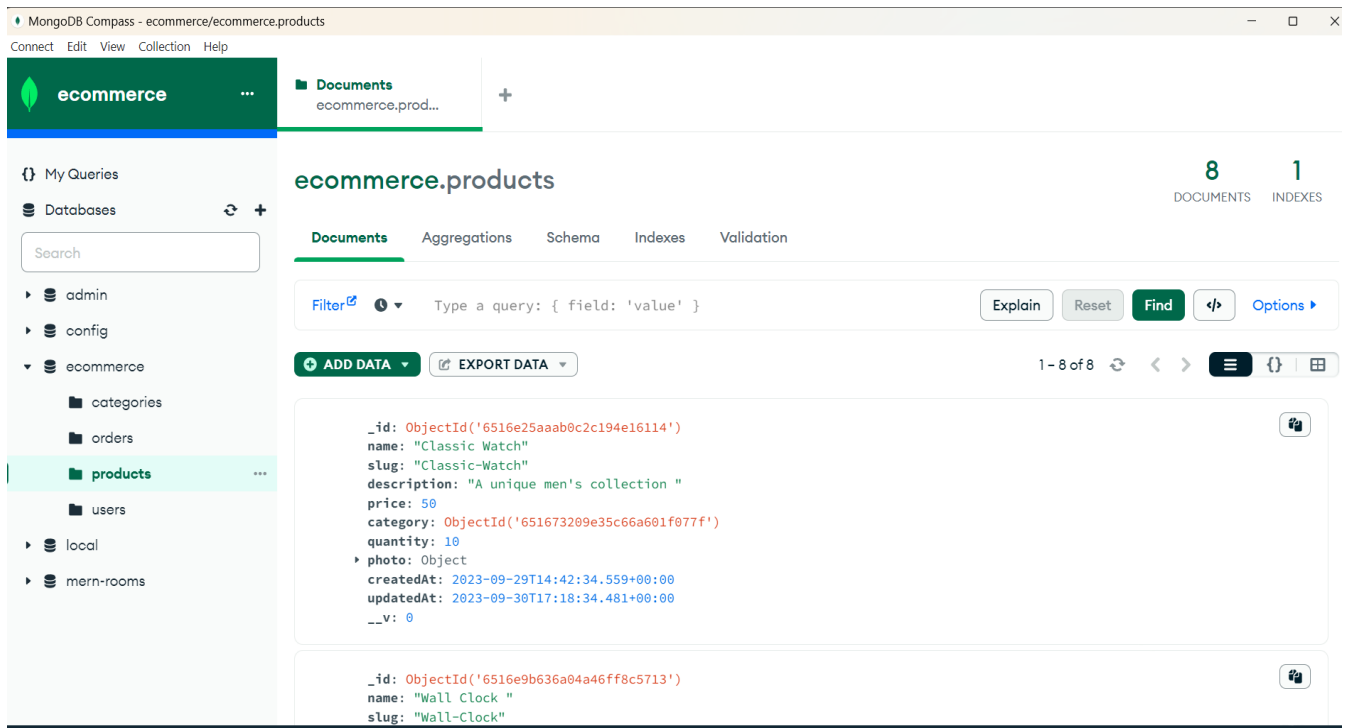 MongoDB Compass - ecommerce/ecommerce.products
Connect Edit View Collection Help
ecommerce ...
Documents
ecommerce.prod...
{} My Queries
Databases
Search
admin
config
ecommerce
categories
orders
products ...
users
local
mern-rooms
ecommerce.products
8
DOCUMENTS
1
INDEXES
Documents Aggregations Schema Indexes Validation
Filter Type a query: { field: 'value' } Explain Reset Find </> Options
ADD DATA EXPORT DATA 1 – 8 of 8 {}
_id: ObjectId('6516e25aaab0c2c194e16114')
name: "Classic Watch"
slug: "Classic-Watch"
description: "A unique men's collection "
price: 50
category: ObjectId('651673209e35c66a601f077f')
quantity: 10
photo: Object
createdAt: 2023-09-29T14:42:34.559+00:00
updatedAt: 2023-09-30T17:18:34.481+00:00
__v: 0
_id: ObjectId('6516e9b636a04a46ff8c5713')
name: "Wall Clock "
slug: "Wall-Clock"